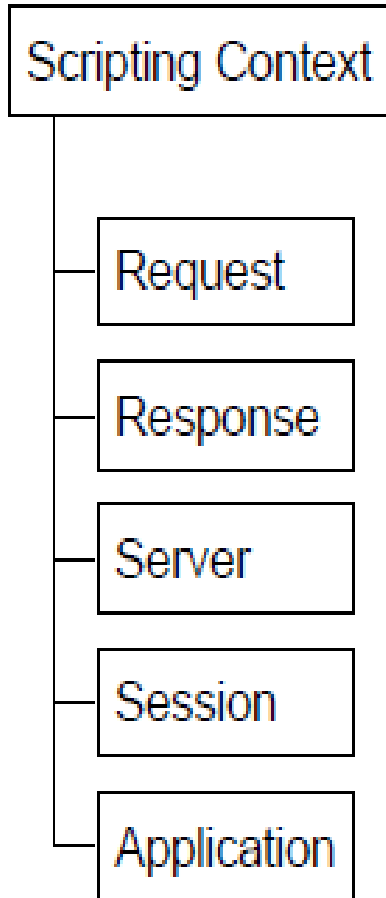 Scripting Context
Request
Response
Server
Session
Application